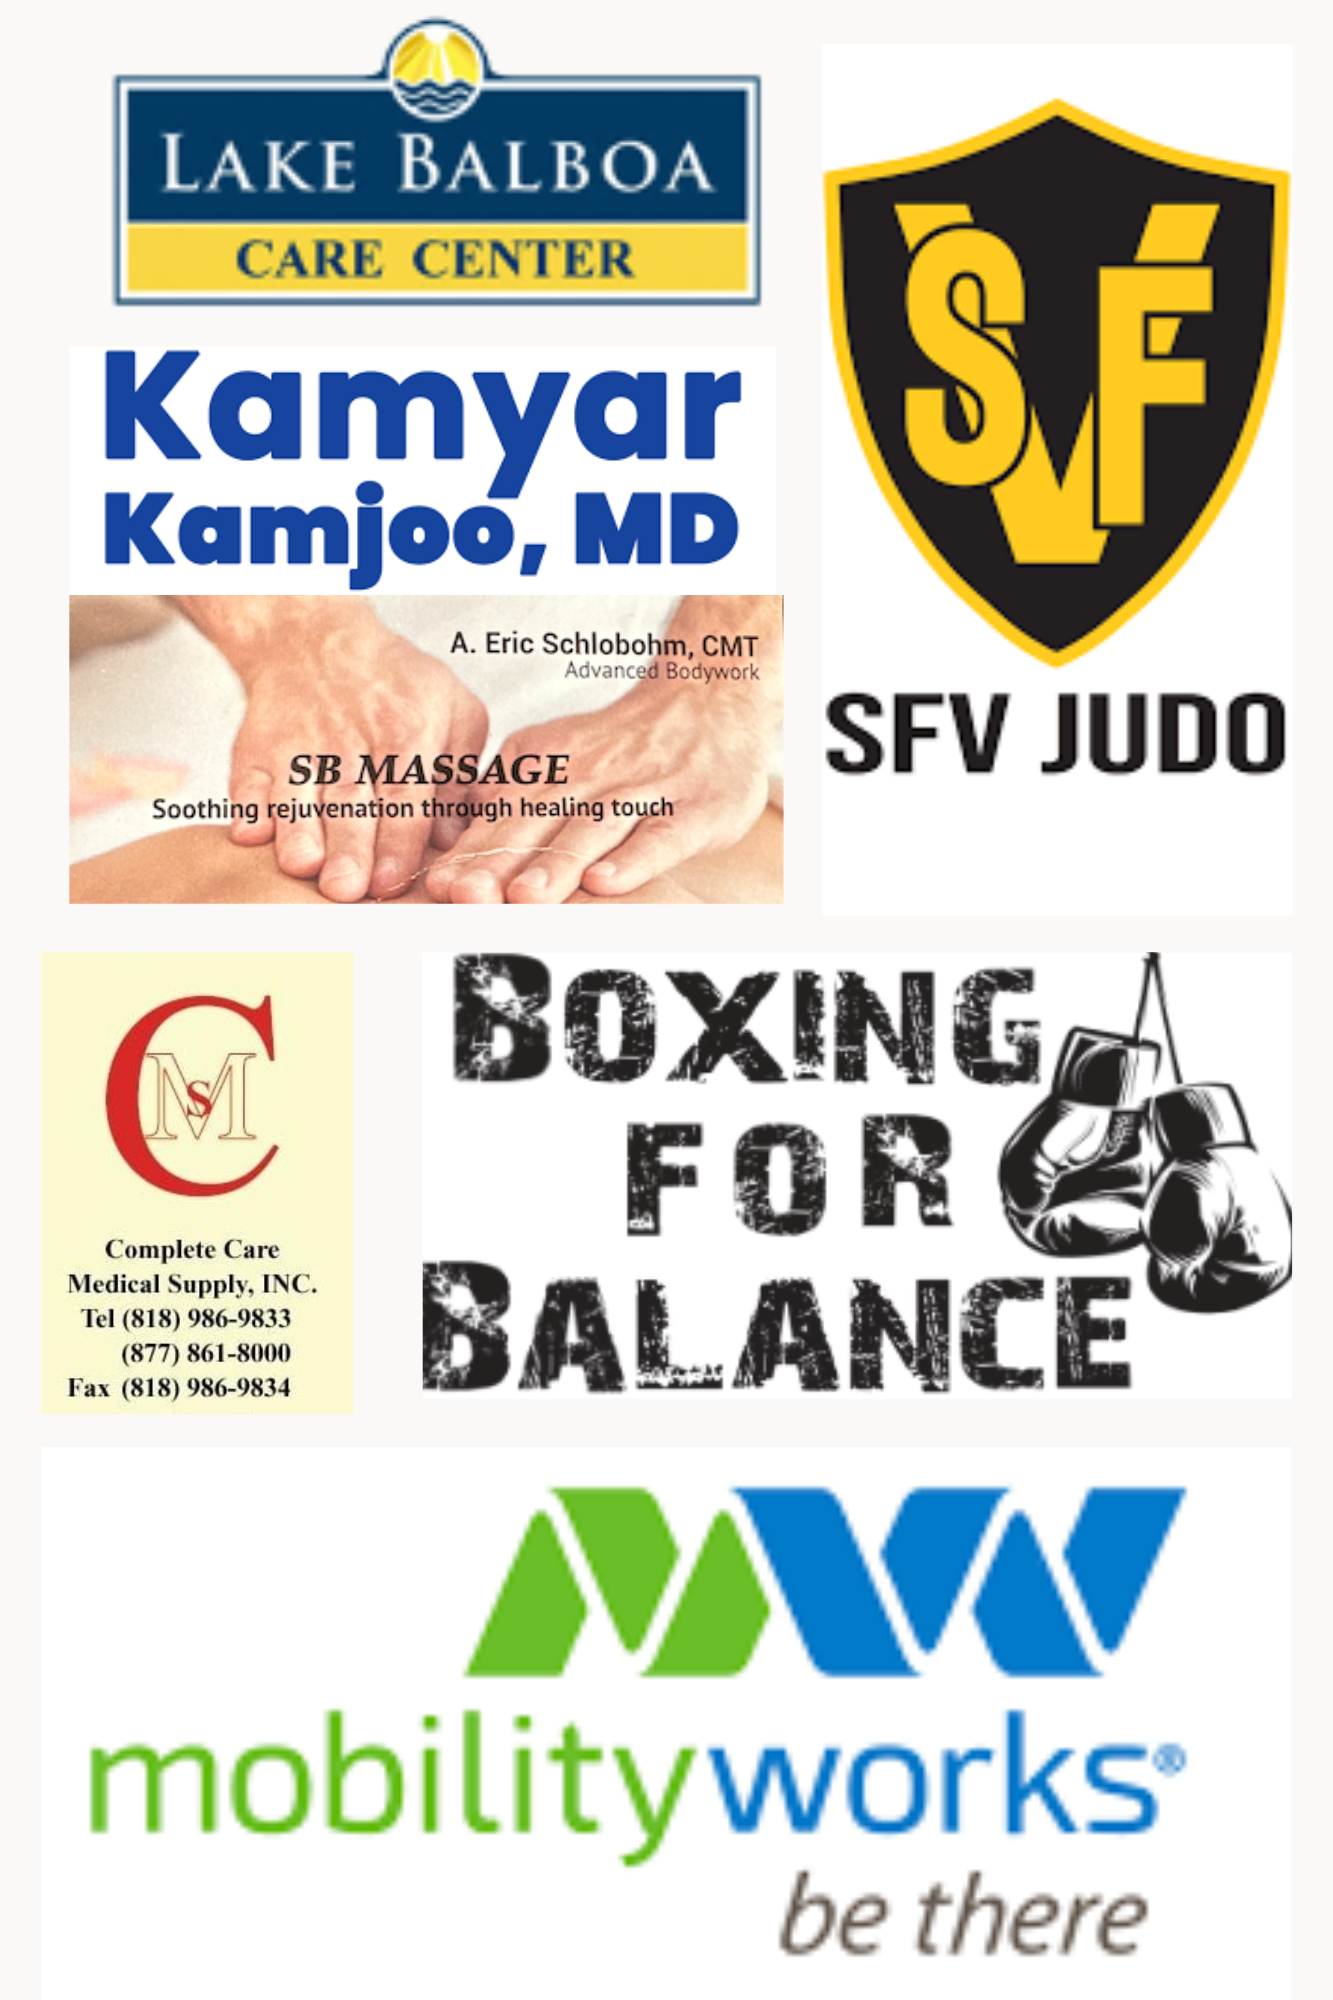 LAKE BALBOA
CARE CENTER
Kamyar
Kamjoo, MD
A. Eric Schlobohm, CMT
Advanced Bodywork
SB MASSAGE
Soothing rejuvenation through healing touch
SVF
SFV JUDO
CMS
Complete Care
Medical Supply, INC.
Tel (818) 986-9833
(877) 861-8000
Fax (818) 986-9834
BOXING
FOR
BALANCE
MW
mobilityworks®
be there